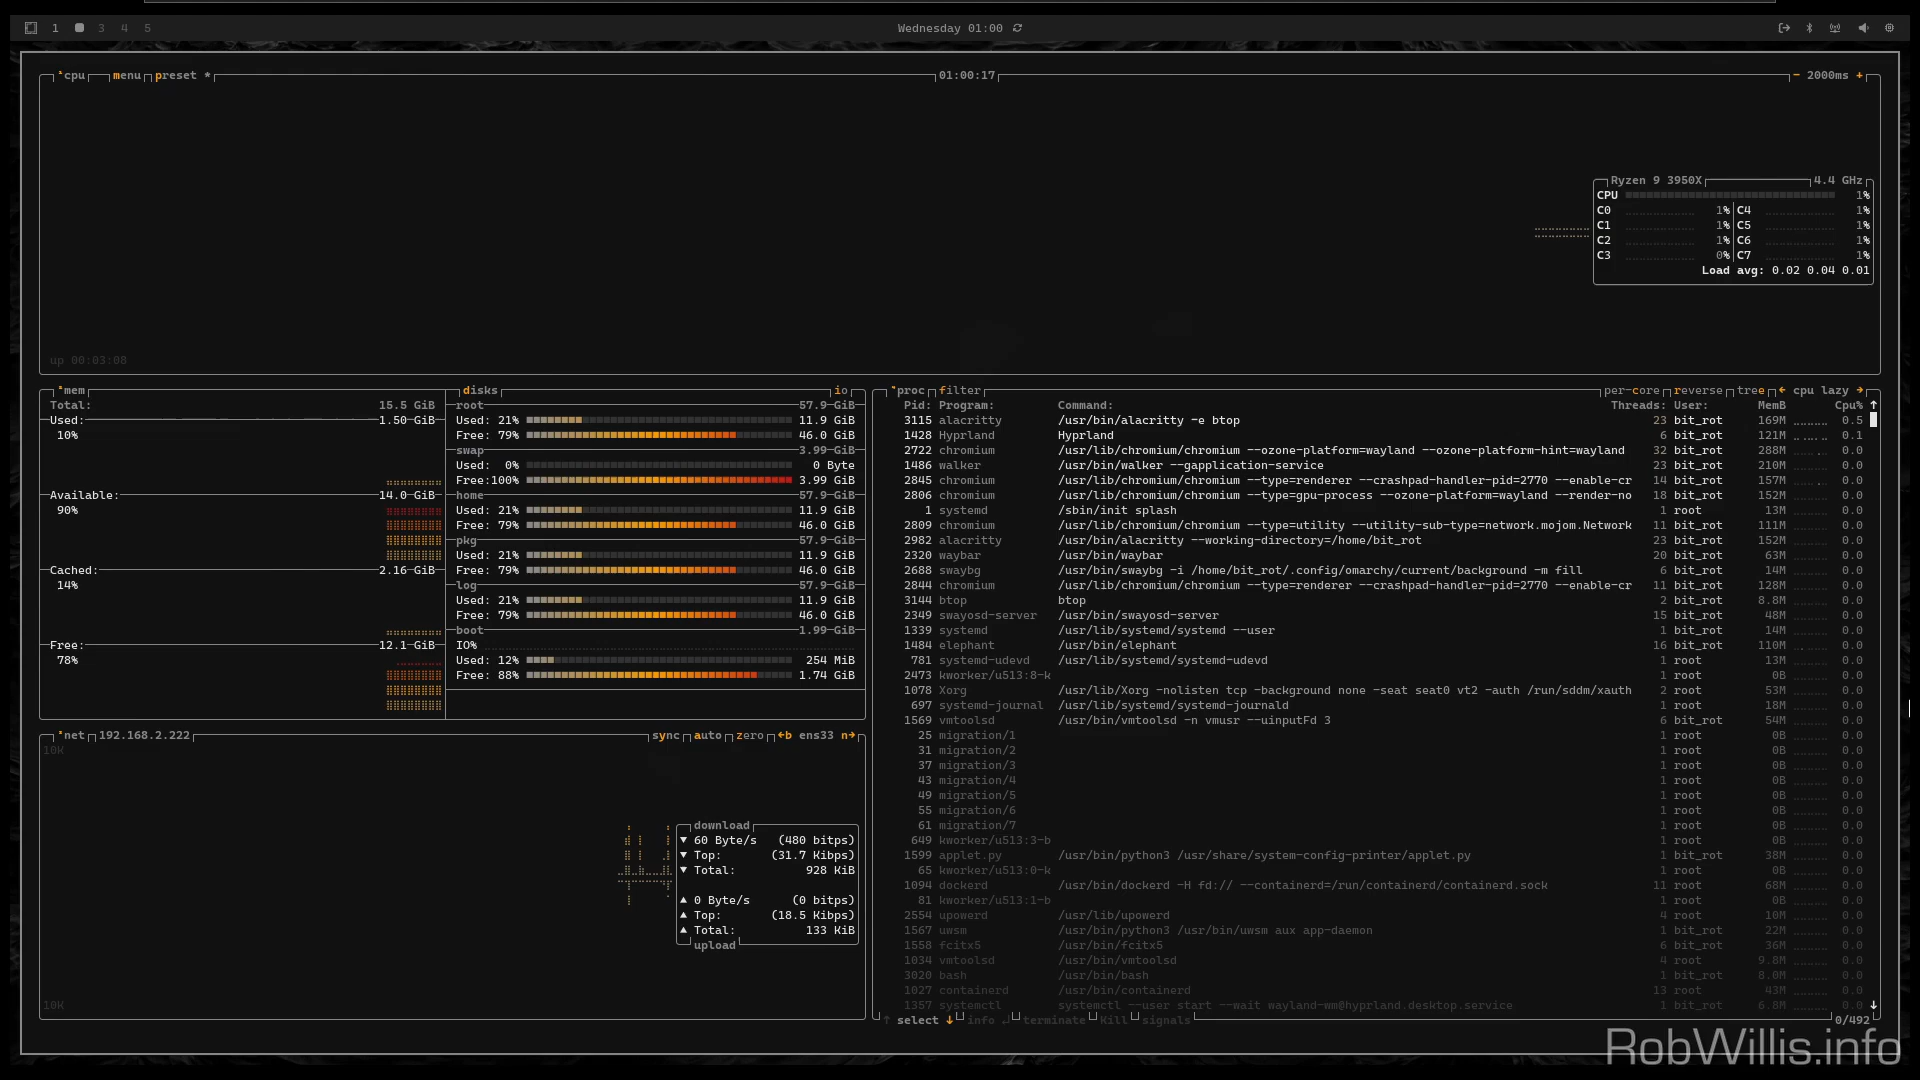 1 3 4 5 Wednesday 01:00
¹cpu menu preset * 01:00:17 - 2000ms +
Ryzen 9 3950X 4.4 GHz
CPU 1%
C0 1% C4 1%
C1 1% C5 1%
C2 1% C6 1%
C3 0% C7 1%
Load avg: 0.02 0.04 0.01
up 00:03:08
²mem
Total: 15.5 GiB
Used: 1.50 GiB
10%
Available: 14.0 GiB
90%
Cached: 2.16 GiB
14%
Free: 12.1 GiB
78%
disks io
root 57.9 GiB
Used: 21% 11.9 GiB
Free: 79% 46.0 GiB
swap 3.99 GiB
Used: 0% 0 Byte
Free:100% 3.99 GiB
home 57.9 GiB
Used: 21% 11.9 GiB
Free: 79% 46.0 GiB
pkg 57.9 GiB
Used: 21% 11.9 GiB
Free: 79% 46.0 GiB
log 57.9 GiB
Used: 21% 11.9 GiB
Free: 79% 46.0 GiB
boot 1.99 GiB
IO%
Used: 12% 254 MiB
Free: 88% 1.74 GiB
³net 192.168.2.222 sync auto zero ←b ens33 n→
10K
download
▼ 60 Byte/s (480 bitps)
▼ Top: (31.7 Kibps)
▼ Total: 928 KiB
▲ 0 Byte/s (0 bitps)
▲ Top: (18.5 Kibps)
▲ Total: 133 KiB
upload
10K
⁴proc filter per-core reverse tree ← cpu lazy →
Pid: Program: Command: Threads: User: MemB Cpu% ↑
3115 alacritty /usr/bin/alacritty -e btop 23 bit_rot 169M 0.5
1428 Hyprland Hyprland 6 bit_rot 121M 0.1
2722 chromium /usr/lib/chromium/chromium --ozone-platform=wayland --ozone-platform-hint=wayland 32 bit_rot 288M 0.0
1486 walker /usr/bin/walker --gapplication-service 23 bit_rot 210M 0.0
2845 chromium /usr/lib/chromium/chromium --type=renderer --crashpad-handler-pid=2770 --enable-cr 14 bit_rot 157M 0.0
2806 chromium /usr/lib/chromium/chromium --type=gpu-process --ozone-platform=wayland --render-no 18 bit_rot 152M 0.0
1 systemd /sbin/init splash 1 root 13M 0.0
2809 chromium /usr/lib/chromium/chromium --type=utility --utility-sub-type=network.mojom.Network 11 bit_rot 111M 0.0
2982 alacritty /usr/bin/alacritty --working-directory=/home/bit_rot 23 bit_rot 152M 0.0
2320 waybar /usr/bin/waybar 20 bit_rot 63M 0.0
2688 swaybg /usr/bin/swaybg -i /home/bit_rot/.config/omarchy/current/background -m fill 6 bit_rot 14M 0.0
2844 chromium /usr/lib/chromium/chromium --type=renderer --crashpad-handler-pid=2770 --enable-cr 11 bit_rot 128M 0.0
3144 btop btop 2 bit_rot 8.8M 0.0
2349 swayosd-server /usr/bin/swayosd-server 15 bit_rot 48M 0.0
1339 systemd /usr/lib/systemd/systemd --user 1 bit_rot 14M 0.0
1484 elephant /usr/bin/elephant 16 bit_rot 110M 0.0
781 systemd-udevd /usr/lib/systemd/systemd-udevd 1 root 13M 0.0
2473 kworker/u513:8-k 1 root 0B 0.0
1078 Xorg /usr/lib/Xorg -nolisten tcp -background none -seat seat0 vt2 -auth /run/sddm/xauth 2 root 53M 0.0
697 systemd-journal /usr/lib/systemd/systemd-journald 1 root 18M 0.0
1569 vmtoolsd /usr/bin/vmtoolsd -n vmusr --uinputFd 3 6 bit_rot 54M 0.0
25 migration/1 1 root 0B 0.0
31 migration/2 1 root 0B 0.0
37 migration/3 1 root 0B 0.0
43 migration/4 1 root 0B 0.0
49 migration/5 1 root 0B 0.0
55 migration/6 1 root 0B 0.0
61 migration/7 1 root 0B 0.0
649 kworker/u513:3-b 1 root 0B 0.0
1599 applet.py /usr/bin/python3 /usr/share/system-config-printer/applet.py 1 bit_rot 38M 0.0
65 kworker/u513:0-k 1 root 0B 0.0
1094 dockerd /usr/bin/dockerd -H fd:// --containerd=/run/containerd/containerd.sock 11 root 68M 0.0
81 kworker/u513:1-b 1 root 0B 0.0
2554 upowerd /usr/lib/upowerd 4 root 10M 0.0
1567 uwsm /usr/bin/python3 /usr/bin/uwsm aux app-daemon 1 bit_rot 22M 0.0
1558 fcitx5 /usr/bin/fcitx5 6 bit_rot 36M 0.0
1034 vmtoolsd /usr/bin/vmtoolsd 4 root 9.8M 0.0
3020 bash /usr/bin/bash 1 bit_rot 8.0M 0.0
1027 containerd /usr/bin/containerd 13 root 43M 0.0
1357 systemctl systemctl --user start --wait wayland-wm@hyprland.desktop.service 1 bit_rot 6.8M 0.0 ↓
↑ select ↓ info ↵ terminate Kill signals 0/492
RobWillis.info